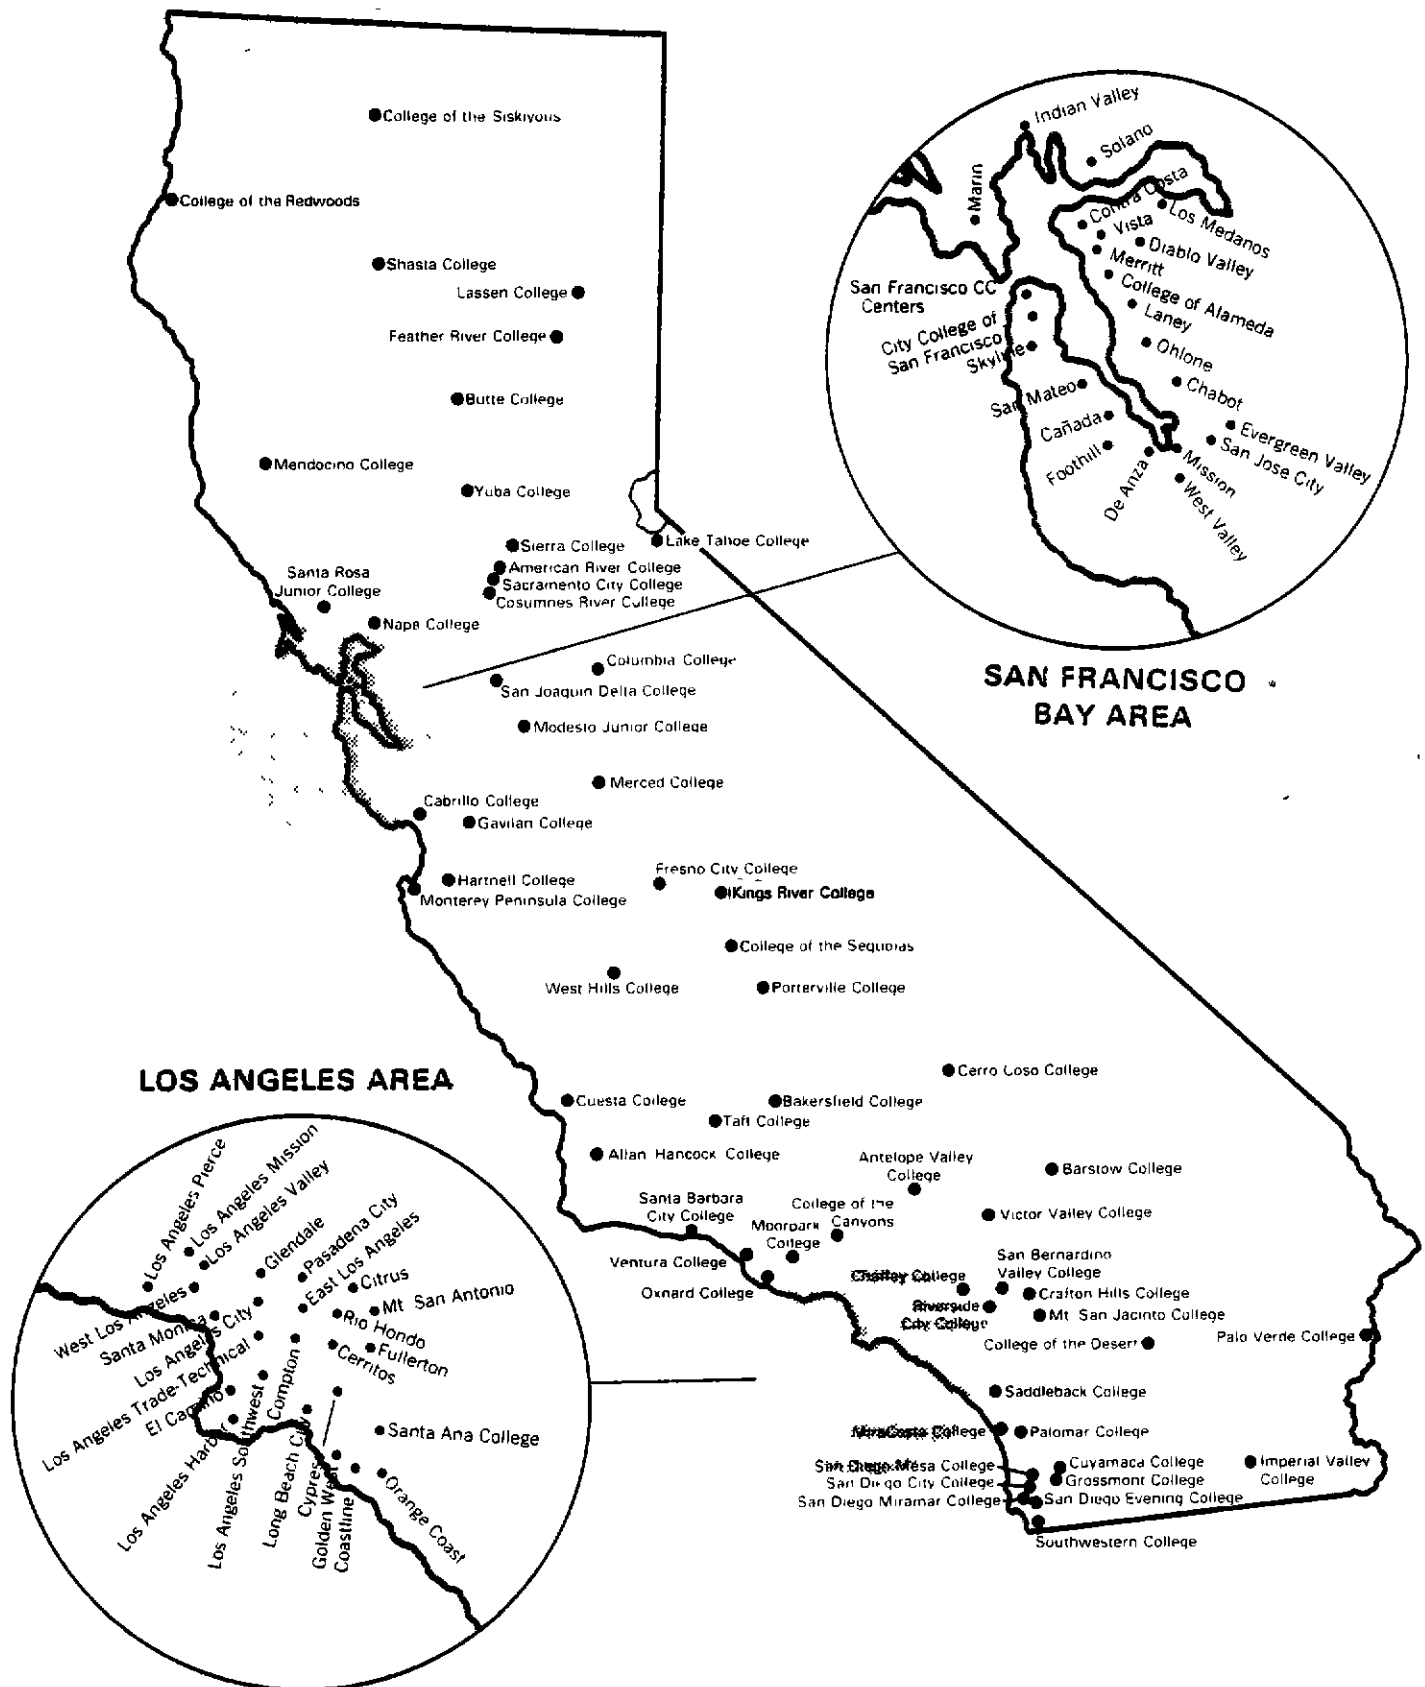 College of the Siskiyous
College of the Redwoods
Shasta College
Lassen College
Feather River College
Butte College
Mendocino College
Yuba College
Sierra College
Lake Tahoe College
American River College
Sacramento City College
Cosumnes River College
Santa Rosa
Junior College
Napa College
Columbia College
San Joaquin Delta College
Modesto Junior College
Merced College
Cabrillo College
Gavilan College
Fresno City College
Hartnell College
Kings River College
Monterey Peninsula College
College of the Sequoias
West Hills College
Porterville College
Cerro Coso College
Cuesta College
Bakersfield College
Taft College
Allan Hancock College
Antelope Valley
College
Barstow College
Santa Barbara
City College
College of the
Canyons
Moorpark
College
Victor Valley College
Ventura College
Oxnard College
San Bernardino
Valley College
Chaffey College
Crafton Hills College
Riverside
City College
Mt San Jacinto College
College of the Desert
Palo Verde College
Saddleback College
MiraCosta College
Palomar College
San Diego Mesa College
Cuyamaca College
Imperial Valley
College
San Diego City College
Grossmont College
San Diego Miramar College
San Diego Evening College
Southwestern College
Indian Valley
Solano
Marin
Contra Costa
Los Medanos
Vista
Diablo Valley
Merritt
College of Alameda
Laney
San Francisco CC
Centers
City College of
San Francisco
Skyline
Ohlone
Chabot
San Mateo
Cañada
Foothill
De Anza
Evergreen Valley
San Jose City
Mission
West Valley
SAN FRANCISCO
BAY AREA
LOS ANGELES AREA
Los Angeles Pierce
Los Angeles Mission
Los Angeles Valley
Glendale
Pasadena City
East Los Angeles
Citrus
Mt San Antonio
Rio Hondo
Fullerton
Cerritos
West Los Angeles
Santa Monica
Los Angeles City
Los Angeles Trade-Technical
El Camino
Compton
Los Angeles Harbor
Los Angeles Southwest
Long Beach City
Cypress
Golden West
Coastline
Orange Coast
Santa Ana College